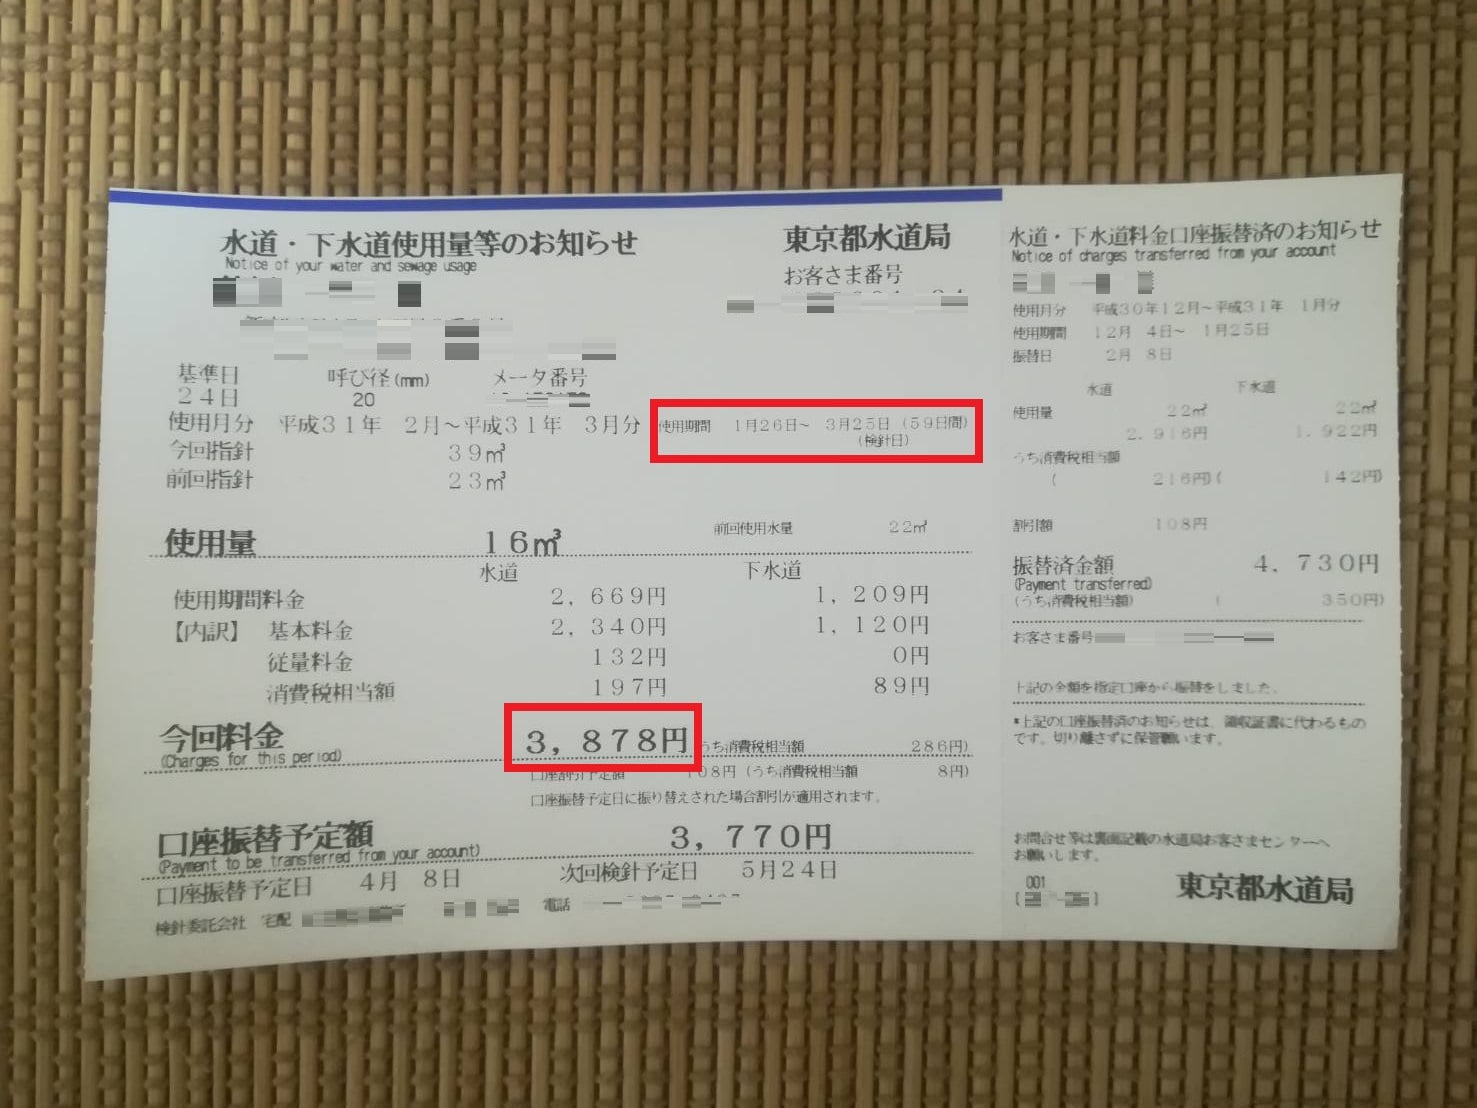 水道・下水道使用量等のお知らせ
Notice of your water and sewage usage
東京都水道局
お客さま番号
基準日 呼び径(mm) メータ番号
24日 20
使用月分 平成31年 2月～平成31年 3月分
使用期間 1月26日～ 3月25日 (59日間)
(検針日)
今回指針 39㎥
前回指針 23㎥
使用量 16㎥
前回使用水量 22㎥
水道 下水道
使用期間料金 2,669円 1,209円
【内訳】 基本料金 2,340円 1,120円
従量料金 132円 0円
消費税相当額 197円 89円
今回料金 3,878円 うち消費税相当額 286円)
(Charges for this period)
口座割引予定額 108円 (うち消費税相当額 8円)
口座振替予定日に振り替えされた場合割引が適用されます。
口座振替予定額 3,770円
(Payment to be transferred from your account)
口座振替予定日 4月 8日 次回検針予定日 5月24日
検針委託会社 宅配 電話
水道・下水道料金口座振替済のお知らせ
Notice of charges transferred from your account
使用月分 平成30年12月～平成31年 1月分
使用期間 12月 4日～ 1月25日
振替日 2月 8日
水道 下水道
使用量 22㎥ 22㎥
2,916円 1,922円
うち消費税相当額
( 216円)( 142円)
割引額 108円
振替済金額 4,730円
(Payment transferred)
(うち消費税相当額) ( 350円)
お客さま番号
上記の金額を指定口座から振替をしました。
*上記の口座振替済のお知らせは、領収証書に代わるもの
です。切り離さずに保管願います。
お問合せ等は裏面記載の水道局お客さまセンターへ
お願いします。
001
東京都水道局